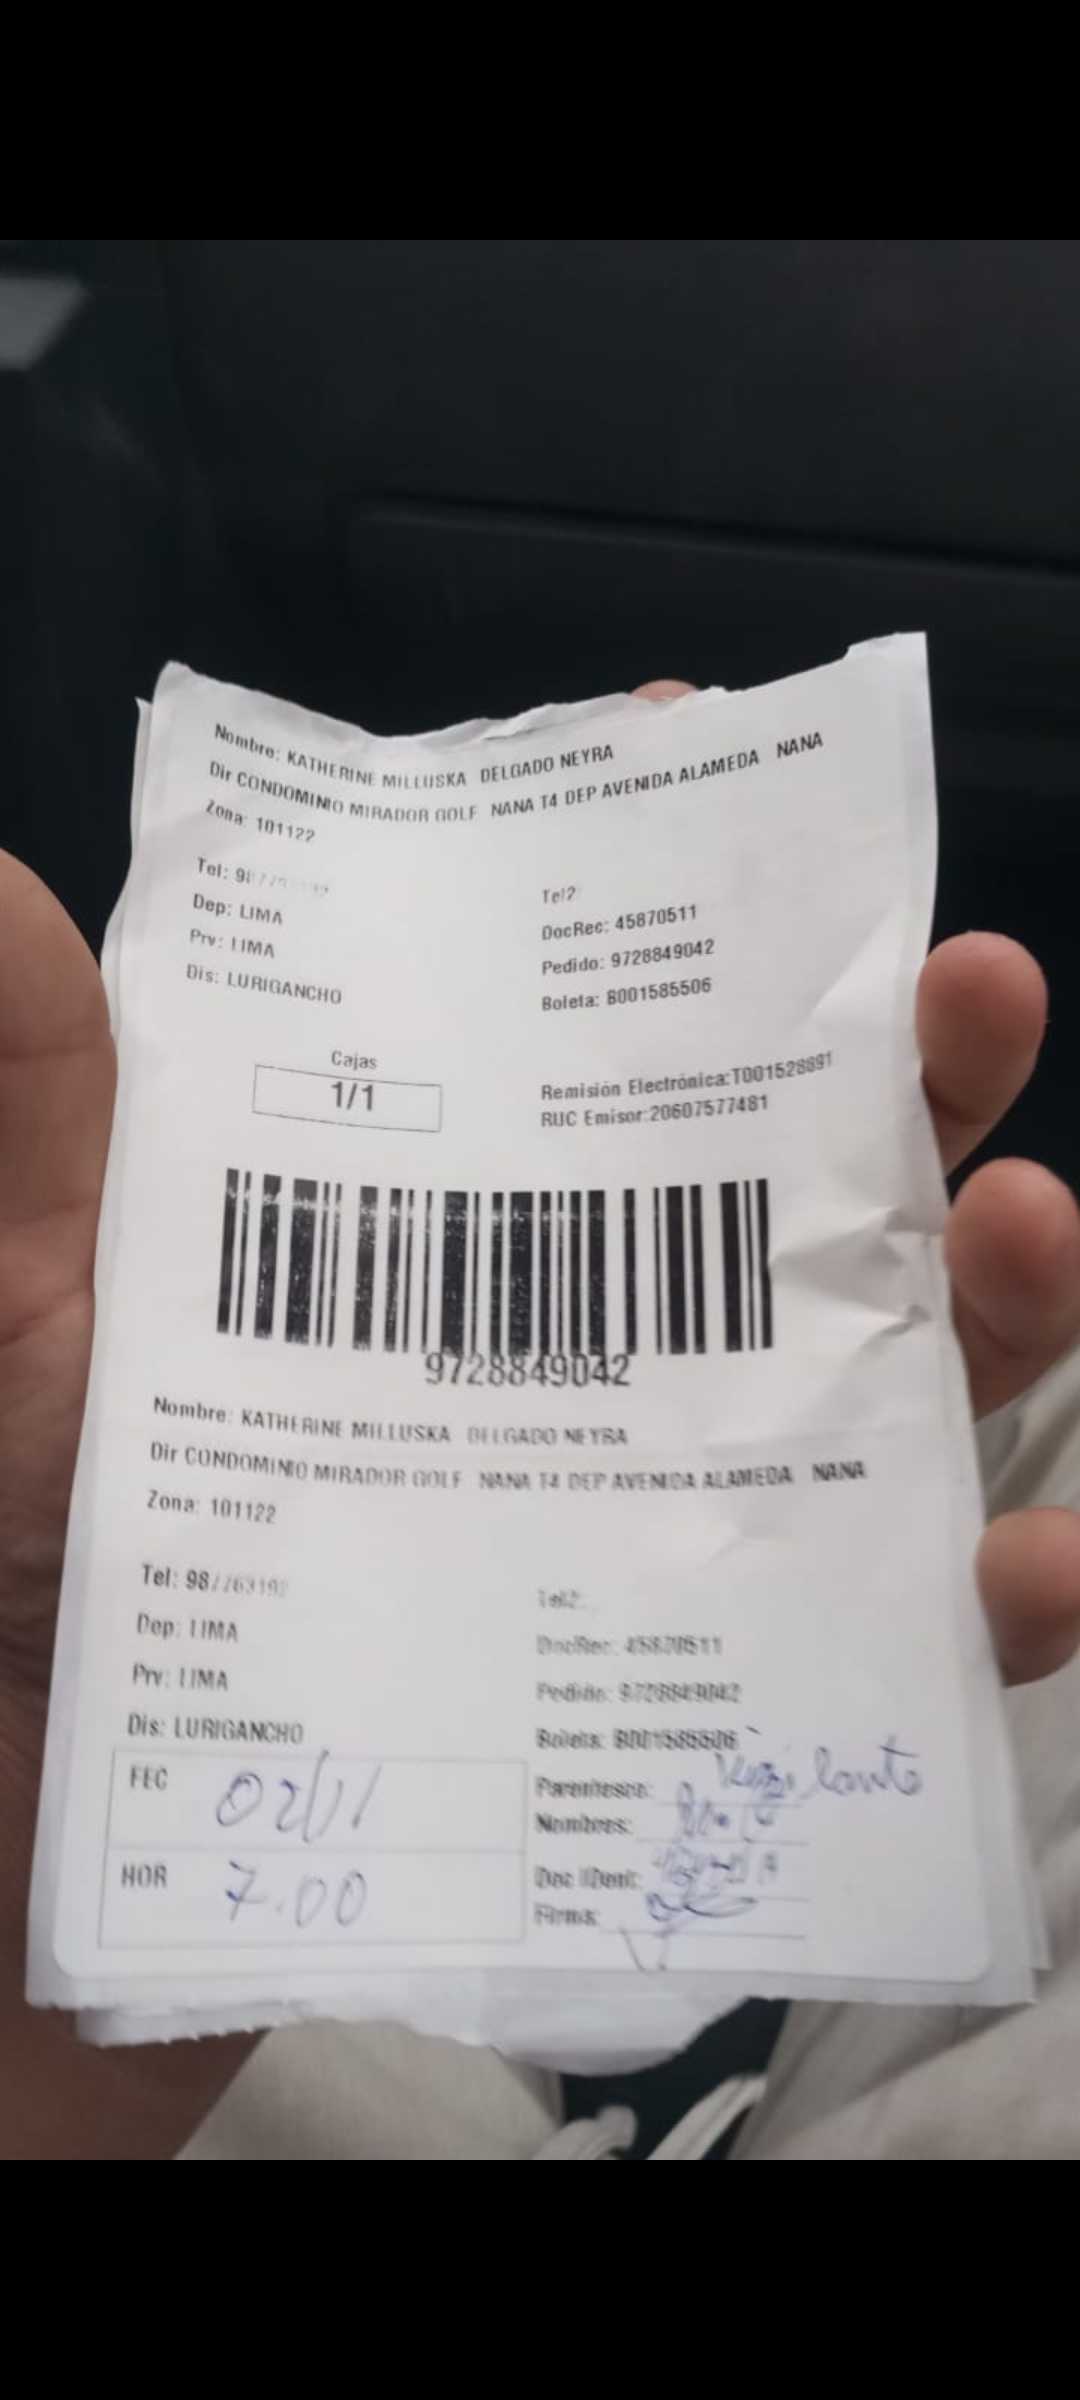 Nombre: KATHERINE MILLUSKA DELGADO NEYRA
Dir CONDOMINIO MIRADOR GOLF NANA T4 DEP AVENIDA ALAMEDA NANA
Zona: 101122
Tel:
Tel2:
Dep: LIMA
DocRec: 45870511
Prv: LIMA
Pedido: 9728849042
Dis: LURIGANCHO
Boleta: B001585506
Cajas
1/1
Remisión Electrónica:T001528891
RUC Emisor:20607577481
9728849042
Nombre: KATHERINE MILLUSKA DELGADO NEYRA
Dir CONDOMINIO MIRADOR GOLF NANA T4 DEP AVENIDA ALAMEDA NANA
Zona: 101122
Tel:
Tel2:
Dep: LIMA
DocRec: 45870511
Prv: LIMA
Pedido: 9728849042
Dis: LURIGANCHO
Boleta: B001585506
FEC 02/11
Parentesco:
Nombres:
HOR 7.00
Doc IDent:
Firma: